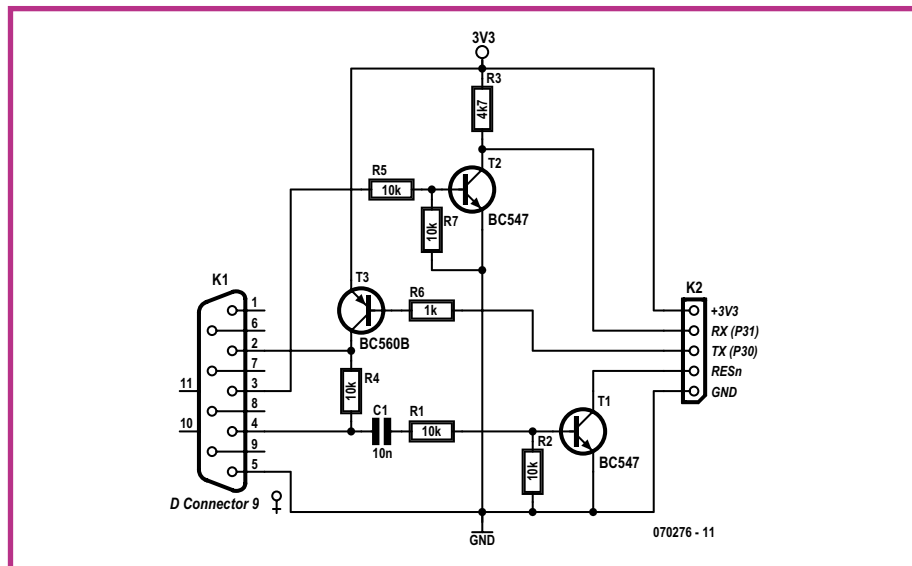 3V3
R3
4k7
T2
R5
10k
BC547
R7
10k
K1
T3
R6
1k
BC560B
K2
+3V3
RX (P31)
TX (P30)
RESn
GND
1
6
2
7
3
8
4
9
5
11
10
R4
10k
C1
10n
R1
10k
T1
R2
10k
BC547
D Connector 9
GND
070276 - 11